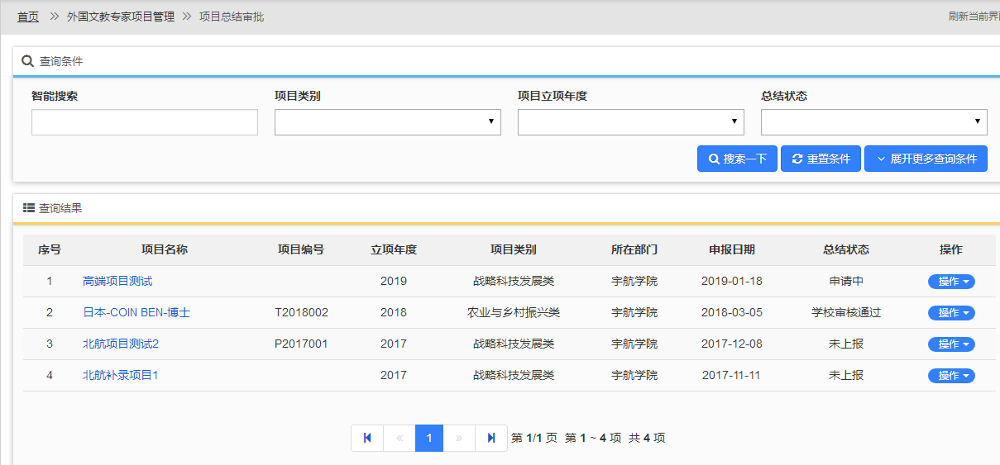 首页 >> 外国文教专家项目管理 >> 项目总结审批 刷新当前界
查询条件
智能搜索 项目类别 项目立项年度 总结状态
搜索一下 重置条件 展开更多查询条件
查询结果
序号 项目名称 项目编号 立项年度 项目类别 所在部门 申报日期 总结状态 操作
1 高端项目测试 2019 战略科技发展类 宇航学院 2019-01-18 申请中 操作
2 日本-COIN BEN-博士 T2018002 2018 农业与乡村振兴类 宇航学院 2018-03-05 学校审核通过 操作
3 北航项目测试2 P2017001 2017 战略科技发展类 宇航学院 2017-12-08 未上报 操作
4 北航补录项目1 2017 战略科技发展类 宇航学院 2017-11-11 未上报 操作
« 1 » 第 1/1 页 第 1 ~ 4 项 共 4 项